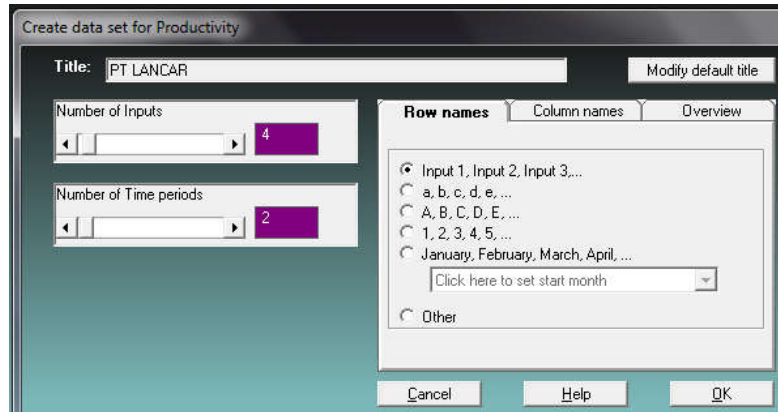 Create data set for Productivity
Title: PT LANCAR
Modify default title
Number of Inputs
4
Number of Time periods
2
Row names
Column names
Overview
Input 1, Input 2, Input 3,...
a, b, c, d, e, ...
A, B, C, D, E, ...
1, 2, 3, 4, 5, ...
January, February, March, April, ...
Click here to set start month
Other
Cancel
Help
OK